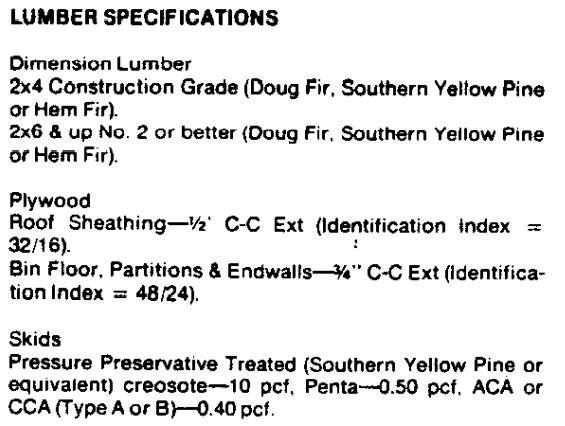 LUMBER SPECIFICATIONS
Dimension Lumber
2x4 Construction Grade (Doug Fir, Southern Yellow Pine
or Hem Fir).
2x6 & up No. 2 or better (Doug Fir, Southern Yellow Pine
or Hem Fir).
Plywood
Roof Sheathing—½' C-C Ext (Identification Index =
32/16).
Bin Floor, Partitions & Endwalls—¾" C-C Ext (Identifica-
tion Index = 48/24).
Skids
Pressure Preservative Treated (Southern Yellow Pine or
equivalent) creosote—10 pcf, Penta—0.50 pcf, ACA or
CCA (Type A or B)—0.40 pcf.